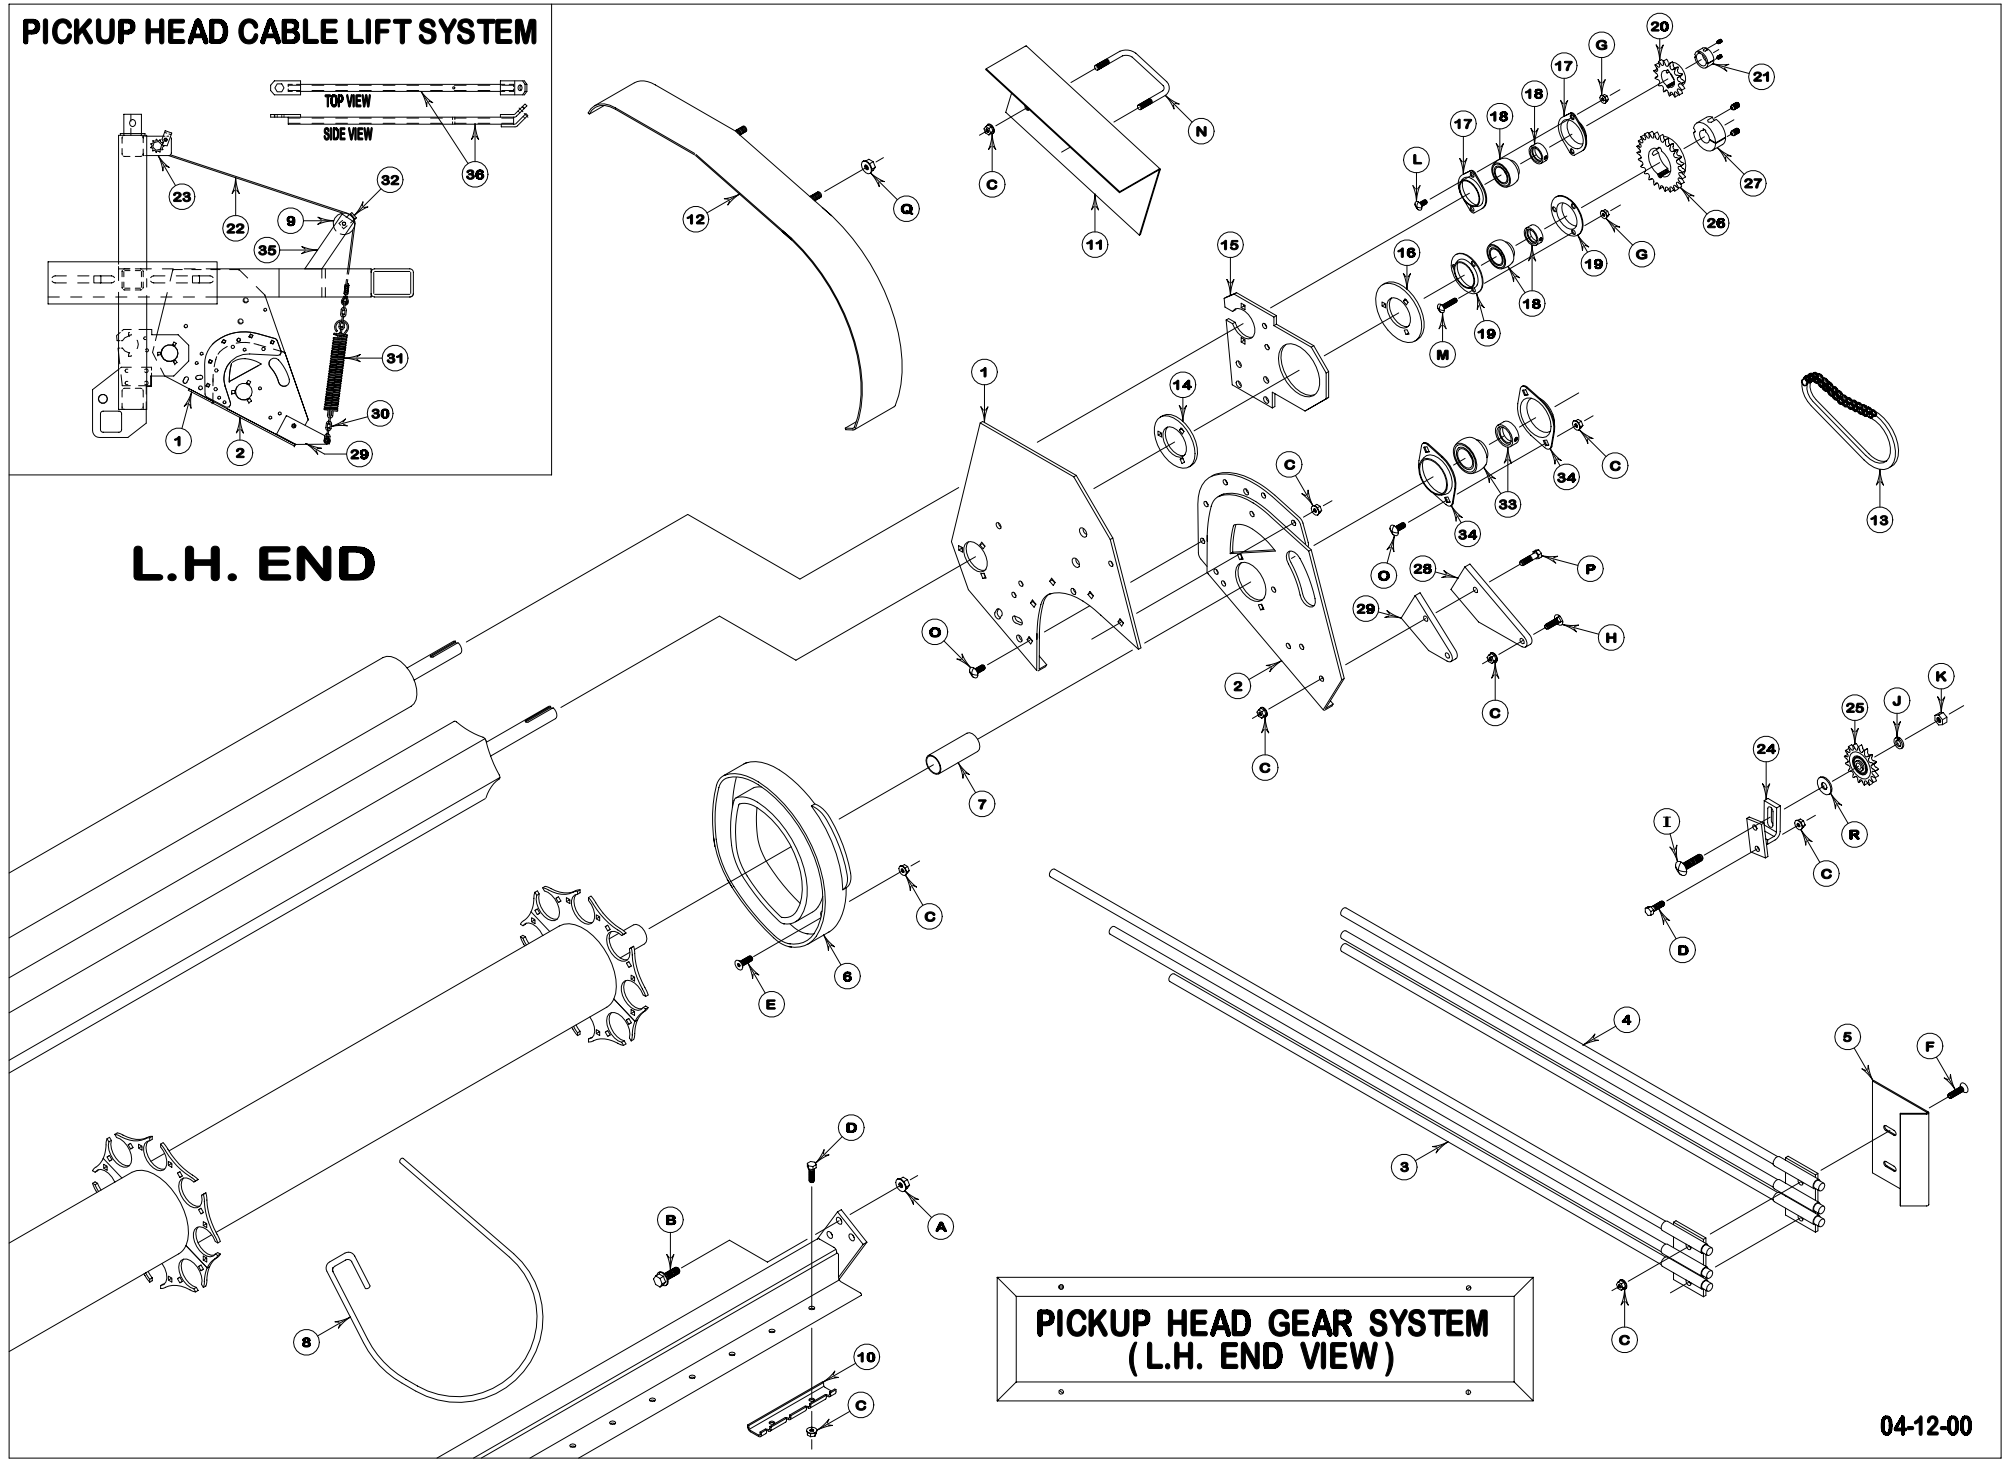 PICKUP HEAD CABLE LIFT SYSTEM
TOP VIEW
SIDE VIEW
36
23
22
32
9
35
31
30
1
2
29
L.H. END
12
Q
C
11
N
20
G
17
21
18
18
17
L
27
26
15
16
19
G
18
19
M
1
14
C
34
C
33
34
O
13
28
P
29
H
O
2
C
C
K
J
25
24
7
I
R
C
D
C
6
E
4
5
F
3
D
B
A
8
10
C
C
PICKUP HEAD GEAR SYSTEM
(L.H. END VIEW)
04-12-00